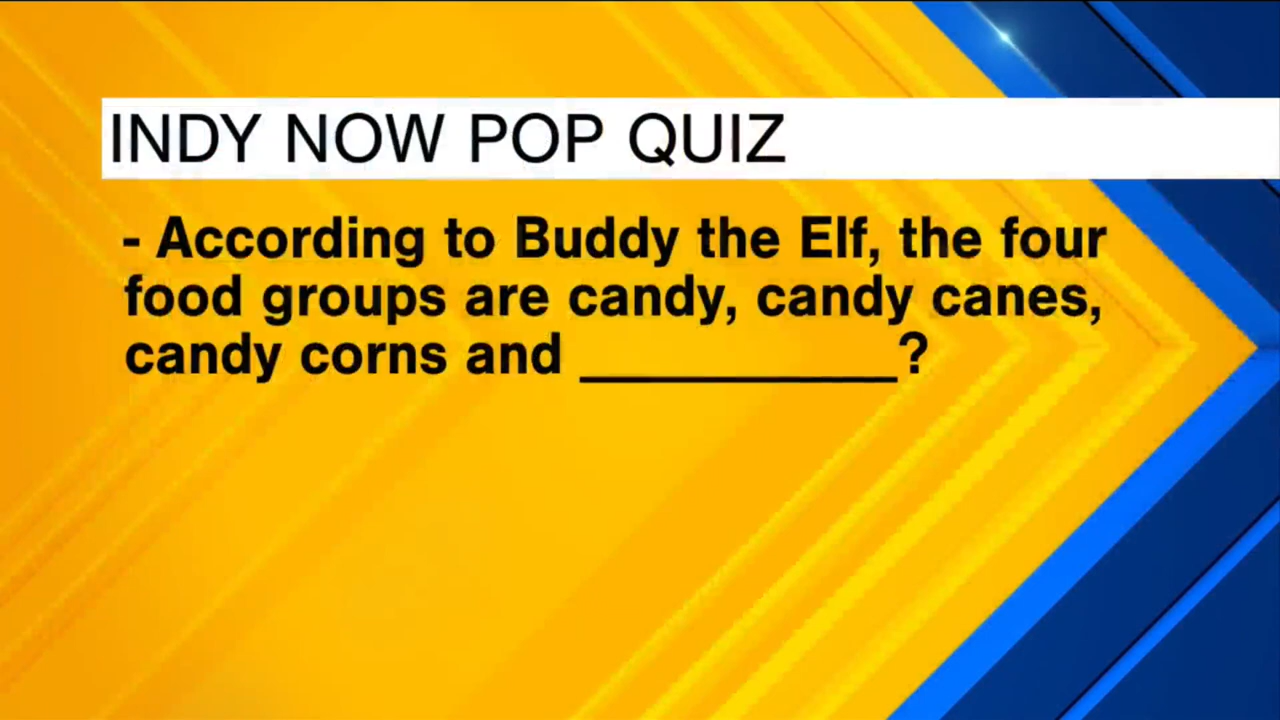 INDY NOW POP QUIZ
- According to Buddy the Elf, the four
food groups are candy, candy canes,
candy corns and ___________?